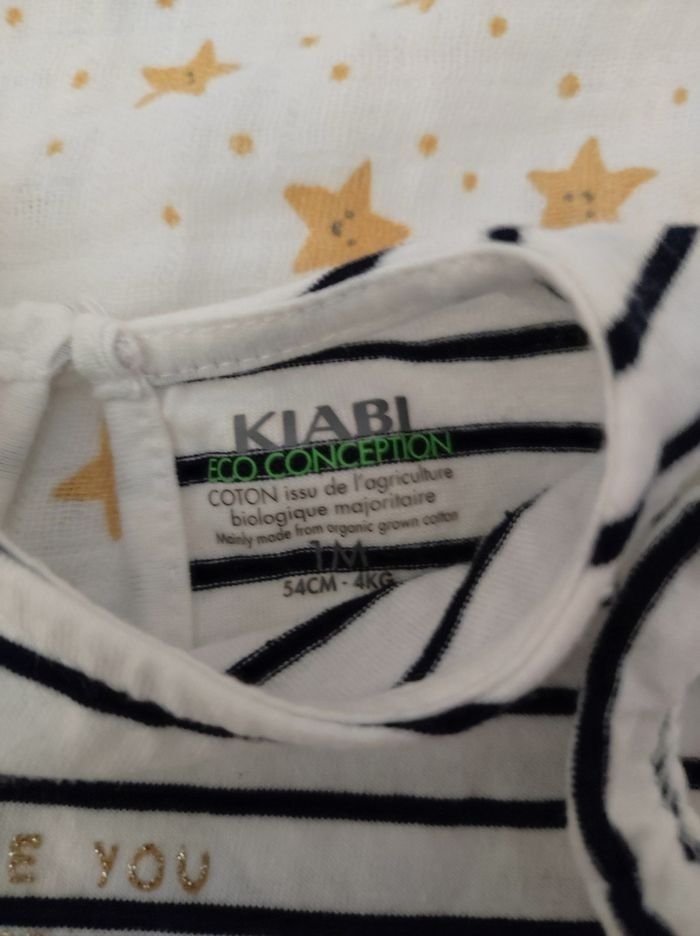 KIABI
ECO CONCEPTION
COTON issu de l'agriculture
biologique majoritaire
Mainly made from organic grown cotton
1M
54CM - 4KG
E YOU